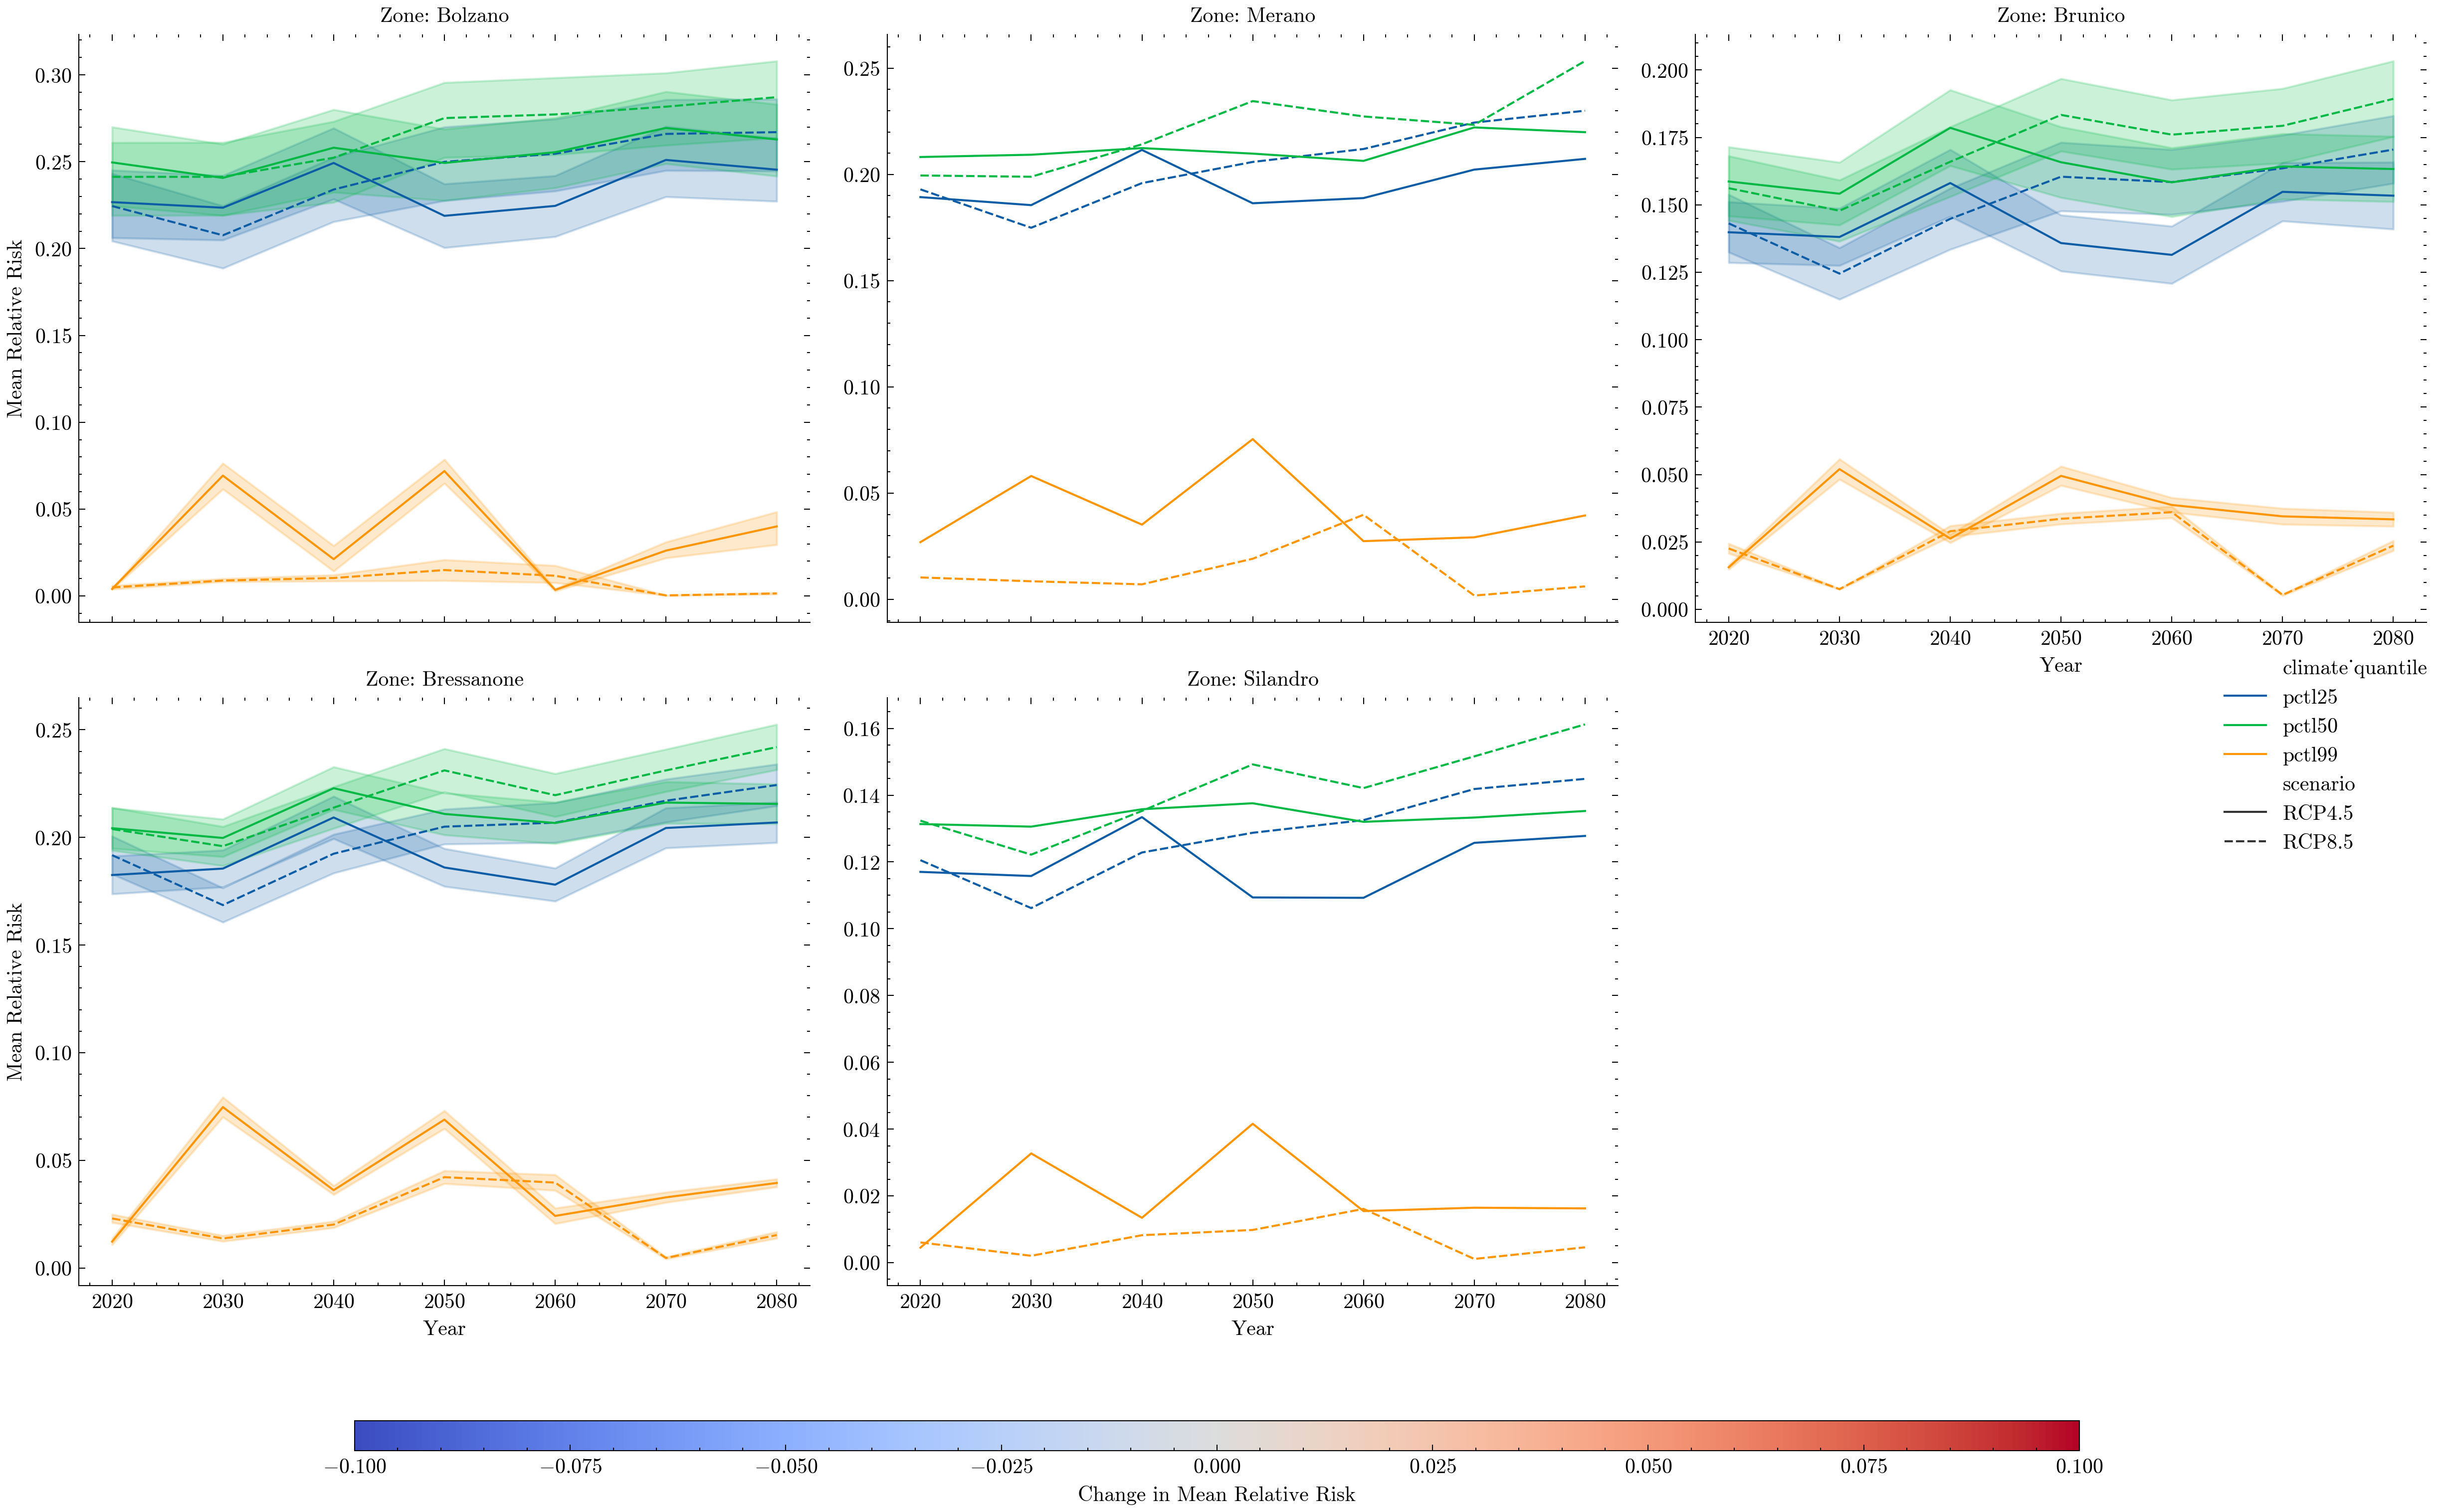 Zone: Bolzano
Mean Relative Risk
0.30
0.25
0.20
0.15
0.10
0.05
0.00
Zone: Merano
0.25
0.20
0.15
0.10
0.05
0.00
Zone: Brunico
0.200
0.175
0.150
0.125
0.100
0.075
0.050
0.025
0.000
2020 2030 2040 2050 2060 2070 2080
Year
climate˙quantile
pctl25
pctl50
pctl99
scenario
RCP4.5
RCP8.5
Zone: Bressanone
Mean Relative Risk
0.25
0.20
0.15
0.10
0.05
0.00
2020 2030 2040 2050 2060 2070 2080
Year
Zone: Silandro
0.16
0.14
0.12
0.10
0.08
0.06
0.04
0.02
0.00
2020 2030 2040 2050 2060 2070 2080
Year
−0.100 −0.075 −0.050 −0.025 0.000 0.025 0.050 0.075 0.100
Change in Mean Relative Risk